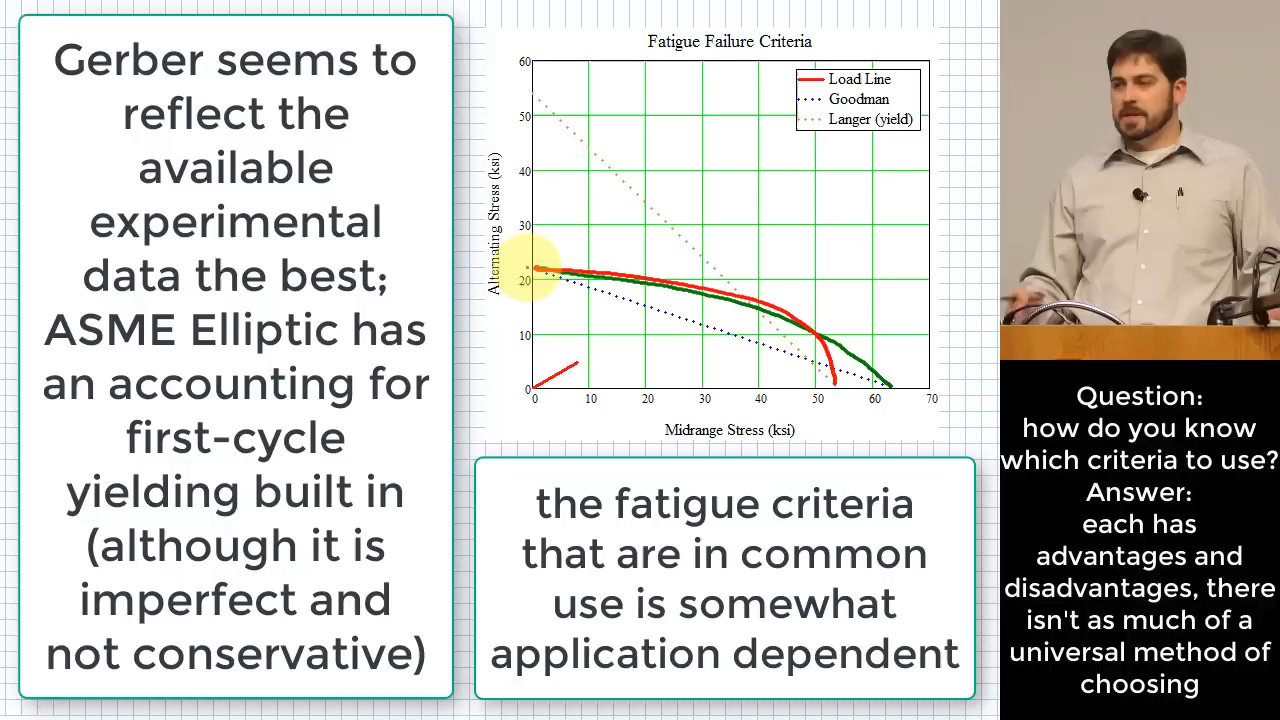 Gerber seems to
reflect the
available
experimental
data the best;
ASME Elliptic has
an accounting for
first-cycle
yielding built in
(although it is
imperfect and
not conservative)
Fatigue Failure Criteria
Load Line
Goodman
Langer (yield)
60
50
40
30
20
10
0
Alternating Stress (ksi)
0 10 20 30 40 50 60 70
Midrange Stress (ksi)
the fatigue criteria
that are in common
use is somewhat
application dependent
Question:
how do you know
which criteria to use?
Answer:
each has
advantages and
disadvantages, there
isn't as much of a
universal method of
choosing